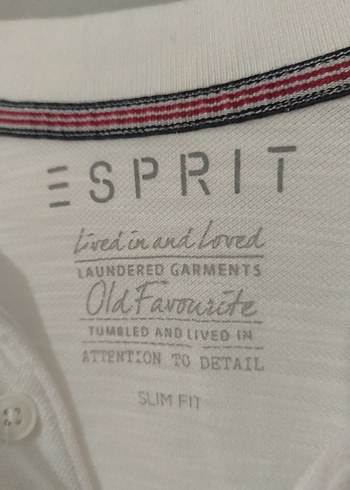 ESPRIT
Lived in and Loved
LAUNDERED GARMENTS
Old Favourite
TUMBLED AND LIVED IN
ATTENTION TO DETAIL
SLIM FIT